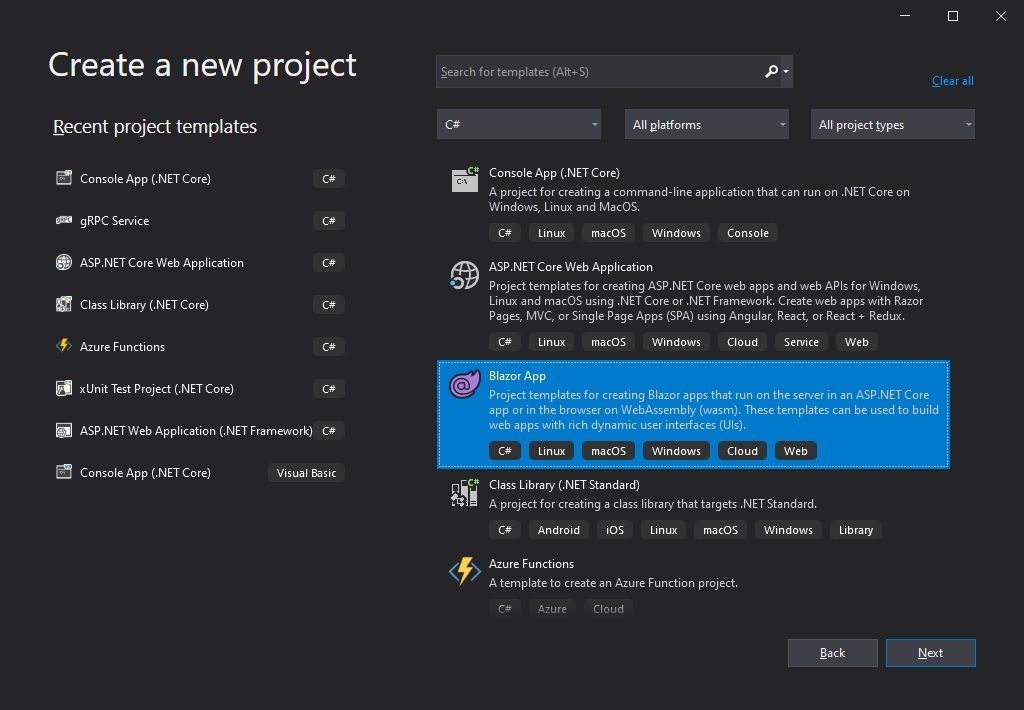 Create a new project
Recent project templates
Console App (.NET Core) C#
gRPC Service C#
ASP.NET Core Web Application C#
Class Library (.NET Core) C#
Azure Functions C#
xUnit Test Project (.NET Core) C#
ASP.NET Web Application (.NET Framework) C#
Console App (.NET Core) Visual Basic
Search for templates (Alt+S)
Clear all
C# All platforms All project types
Console App (.NET Core)
A project for creating a command-line application that can run on .NET Core on
Windows, Linux and MacOS.
C# Linux macOS Windows Console
ASP.NET Core Web Application
Project templates for creating ASP.NET Core web apps and web APIs for Windows,
Linux and macOS using .NET Core or .NET Framework. Create web apps with Razor
Pages, MVC, or Single Page Apps (SPA) using Angular, React, or React + Redux.
C# Linux macOS Windows Cloud Service Web
Blazor App
Project templates for creating Blazor apps that run on the server in an ASP.NET Core
app or in the browser on WebAssembly (wasm). These templates can be used to build
web apps with rich dynamic user interfaces (UIs).
C# Linux macOS Windows Cloud Web
Class Library (.NET Standard)
A project for creating a class library that targets .NET Standard.
C# Android iOS Linux macOS Windows Library
Azure Functions
A template to create an Azure Function project.
C# Azure Cloud
Back Next